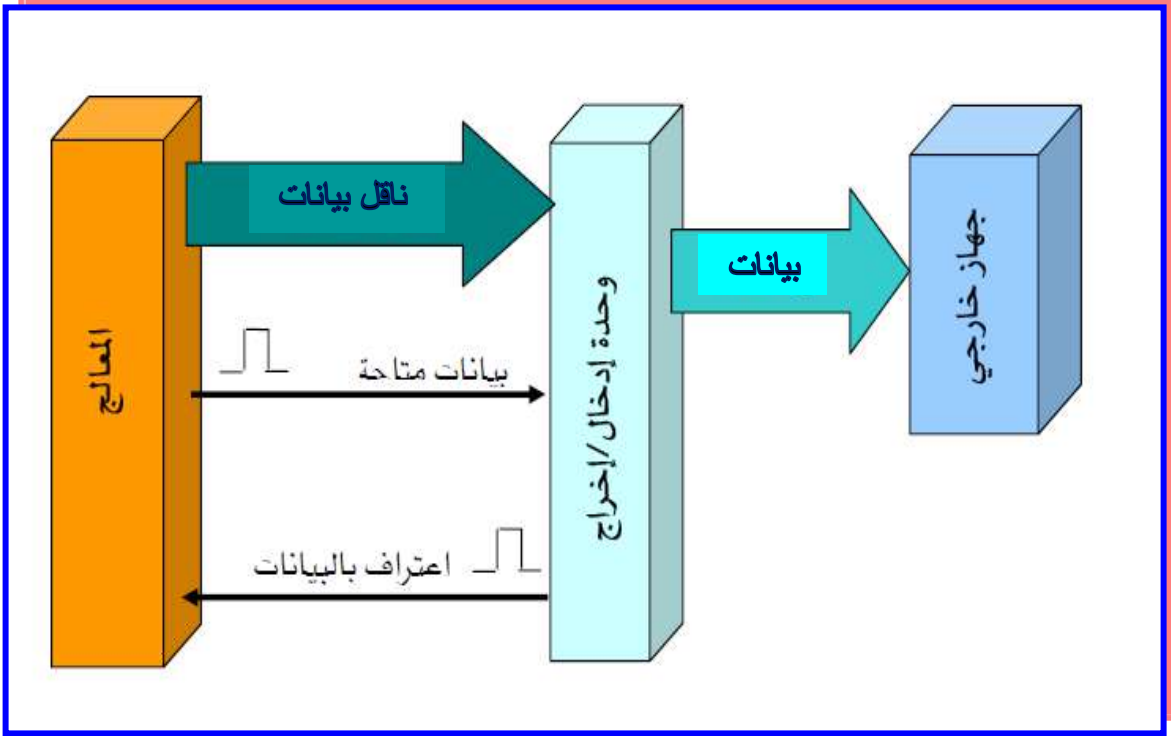 ناقل بيانات
بيانات
المعالج
بيانات متاحة
اعتراف بالبيانات
وحدة إدخال/إخراج
جهاز خارجي